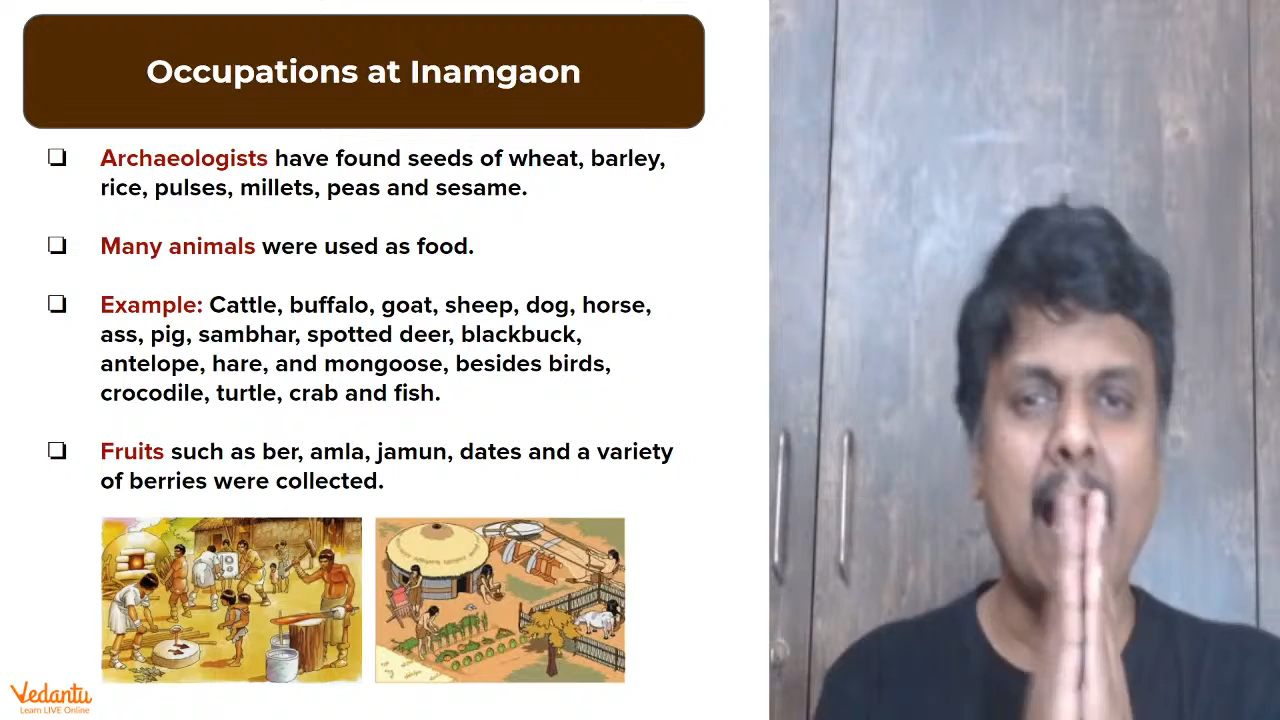 Occupations at Inamgaon
❏ Archaeologists have found seeds of wheat, barley,
rice, pulses, millets, peas and sesame.
❏ Many animals were used as food.
❏ Example: Cattle, buffalo, goat, sheep, dog, horse,
ass, pig, sambhar, spotted deer, blackbuck,
antelope, hare, and mongoose, besides birds,
crocodile, turtle, crab and fish.
❏ Fruits such as ber, amla, jamun, dates and a variety
of berries were collected.
Vedantu
Learn LIVE Online